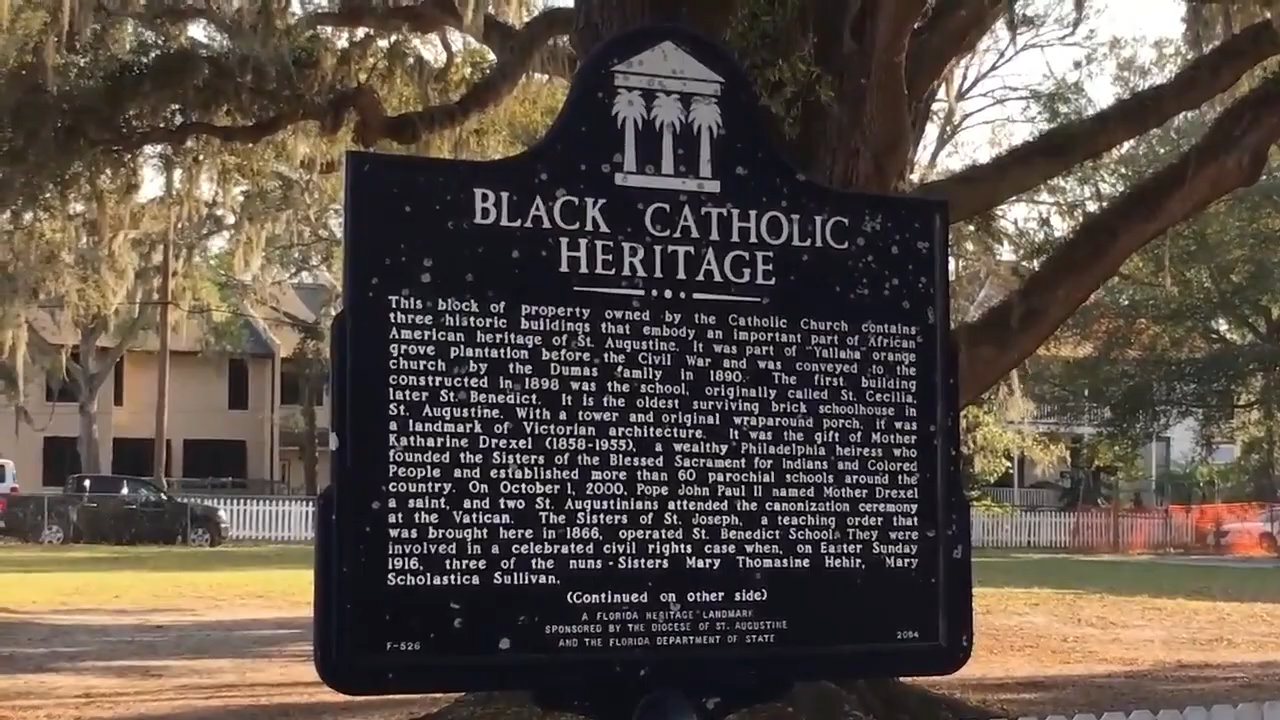 BLACK CATHOLIC
HERITAGE
This block of property owned by the Catholic Church contains
three historic buildings that embody an important part of African
American heritage of St. Augustine. It was part of "Yallaha" orange
grove plantation before the Civil War and was conveyed to the
church by the Dumas family in 1890. The first building
constructed in 1898 was the school, originally called St. Cecilia,
later St. Benedict. It is the oldest surviving brick schoolhouse in
St. Augustine. With a tower and original wraparound porch, it was
a landmark of Victorian architecture. It was the gift of Mother
Katharine Drexel (1858-1955), a wealthy Philadelphia heiress who
founded the Sisters of the Blessed Sacrament for Indians and Colored
People and established more than 60 parochial schools around the
country. On October 1, 2000, Pope John Paul II named Mother Drexel
a saint, and two St. Augustinians attended the canonization ceremony
at the Vatican. The Sisters of St. Joseph, a teaching order that
was brought here in 1866, operated St. Benedict School. They were
involved in a celebrated civil rights case when, on Easter Sunday
1916, three of the nuns - Sisters Mary Thomasine Hehir, Mary
Scholastica Sullivan,
(Continued on other side)
A FLORIDA HERITAGE LANDMARK
SPONSORED BY THE DIOCESE OF ST. AUGUSTINE
AND THE FLORIDA DEPARTMENT OF STATE
F-526
2004